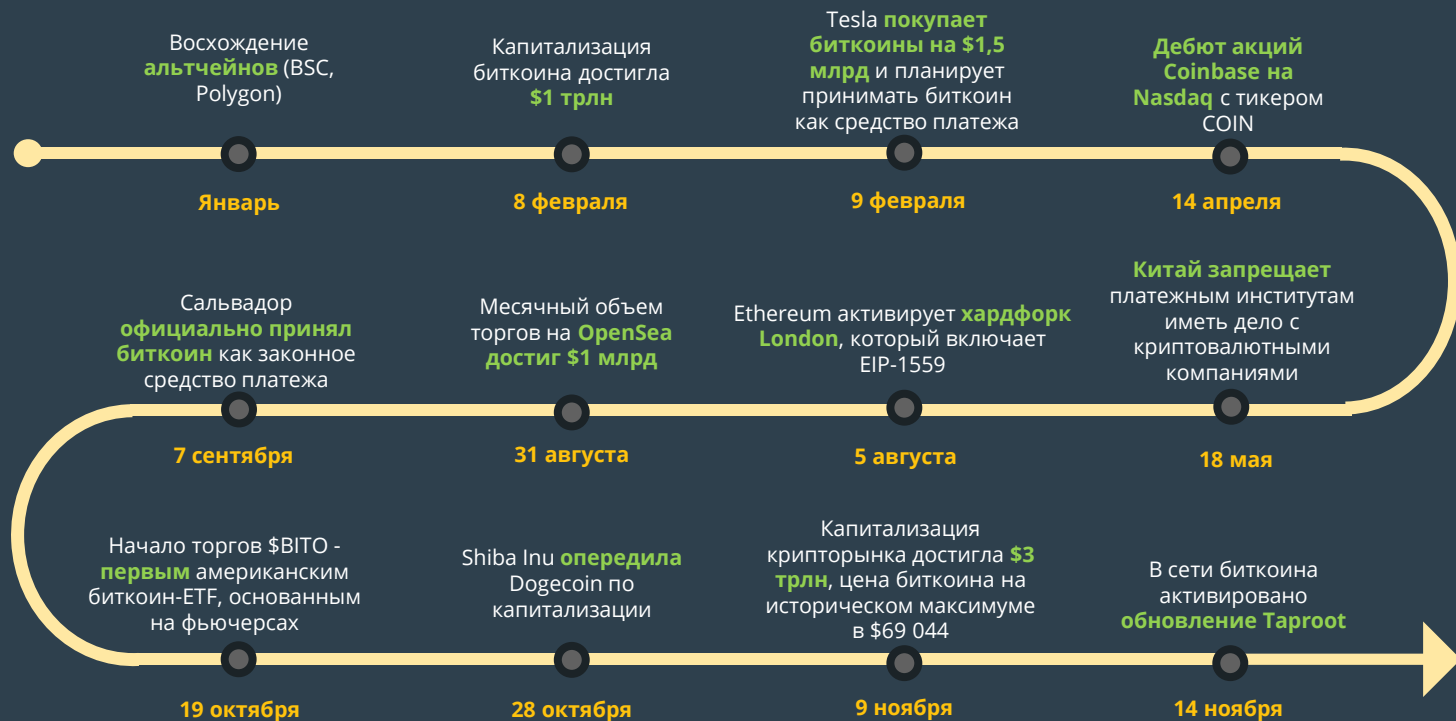 Восхождение
альтчейнов (BSC,
Polygon)
Январь
Капитализация
биткоина достигла
$1 трлн
8 февраля
Tesla покупает
биткоины на $1,5
млрд и планирует
принимать биткоин
как средство платежа
9 февраля
Дебют акций
Coinbase на
Nasdaq с тикером
COIN
14 апреля
Китай запрещает
платежным институтам
иметь дело с
криптовалютными
компаниями
18 мая
Ethereum активирует хардфорк
London, который включает
EIP-1559
5 августа
Месячный объем
торгов на OpenSea
достиг $1 млрд
31 августа
Сальвадор
официально принял
биткоин как законное
средство платежа
7 сентября
Начало торгов $BITO -
первым американским
биткоин-ETF, основанным
на фьючерсах
19 октября
Shiba Inu опередила
Dogecoin по
капитализации
28 октября
Капитализация
крипторынка достигла $3
трлн, цена биткоина на
историческом максимуме
в $69 044
9 ноября
В сети биткоина
активировано
обновление Taproot
14 ноября